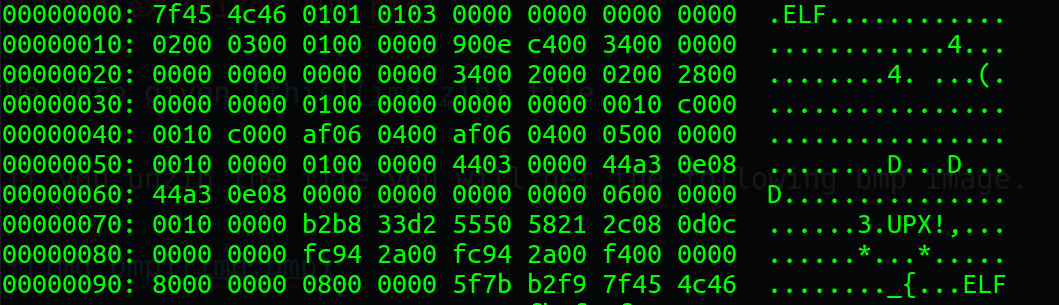 00000000: 7f45 4c46 0101 0103 0000 0000 0000 0000 .ELF............
00000010: 0200 0300 0100 0000 900e c400 3400 0000 ............4...
00000020: 0000 0000 0000 0000 3400 2000 0200 2800 ........4. ...(.
00000030: 0000 0000 0100 0000 0000 0000 0010 c000 ................
00000040: 0010 c000 af06 0400 af06 0400 0500 0000 ................
00000050: 0010 0000 0100 0000 4403 0000 44a3 0e08 ........D...D...
00000060: 44a3 0e08 0000 0000 0000 0000 0600 0000 D...............
00000070: 0010 0000 b2b8 33d2 5550 5821 2c08 0d0c ......3.UPX!,...
00000080: 0000 0000 fc94 2a00 fc94 2a00 f400 0000 ......*...*.....
00000090: 8000 0000 0800 0000 5f7b b2f9 7f45 4c46 ........_{...ELF